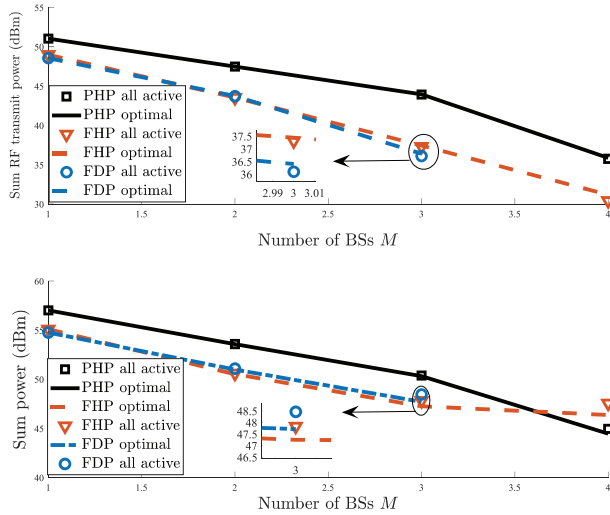 55
50
45
40
35
30
Sum RF transmit power (dBm)
PHP all active
PHP optimal
FHP all active
FHP optimal
FDP all active
FDP optimal
37.5
37
36.5
36
2.99 3 3.01
1 1.5 2 2.5 3 3.5 4
Number of BSs M
60
55
50
45
40
Sum power (dBm)
PHP all active
PHP optimal
FHP optimal
FHP all active
FDP optimal
FDP all active
48.5
48
47.5
47
46.5
3
1 1.5 2 2.5 3 3.5 4
Number of BSs M